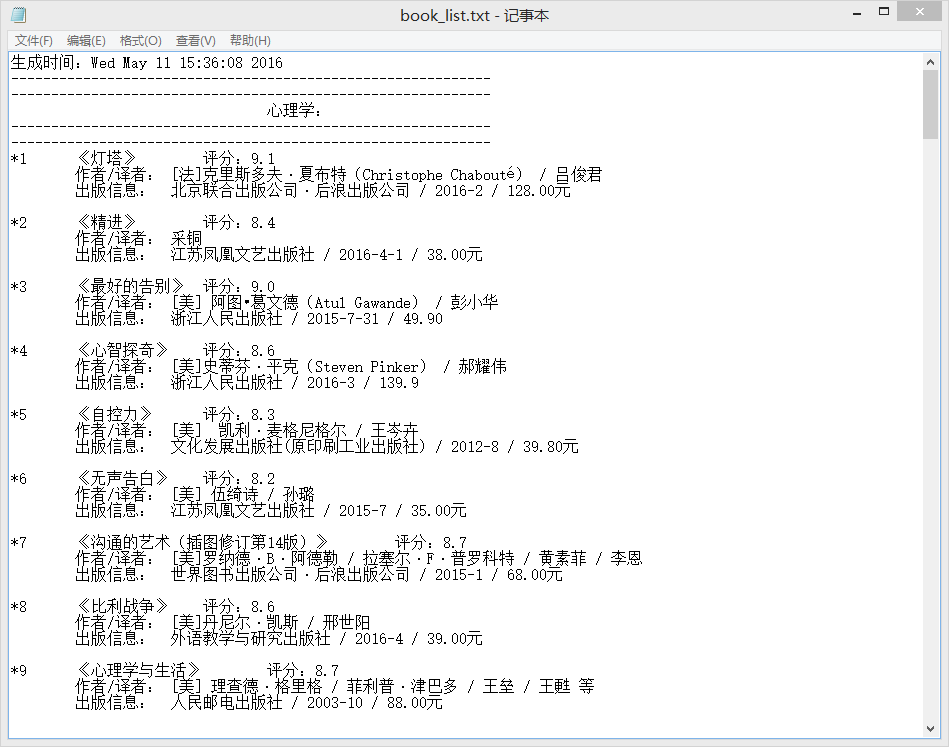 book_list.txt - 记事本
文件(F) 编辑(E) 格式(O) 查看(V) 帮助(H)
生成时间: Wed May 11 15:36:08 2016
------------------------------------------------------------
------------------------------------------------------------
心理学:
------------------------------------------------------------
------------------------------------------------------------
*1 《灯塔》 评分: 9.1
作者/译者: [法]克里斯多夫·夏布特（Christophe Chabouté） / 吕俊君
出版信息: 北京联合出版公司·后浪出版公司 / 2016-2 / 128.00元
*2 《精进》 评分: 8.4
作者/译者: 采铜
出版信息: 江苏凤凰文艺出版社 / 2016-4-1 / 38.00元
*3 《最好的告别》 评分: 9.0
作者/译者: [美] 阿图•葛文德（Atul Gawande） / 彭小华
出版信息: 浙江人民出版社 / 2015-7-31 / 49.90
*4 《心智探奇》 评分: 8.6
作者/译者: [美]史蒂芬·平克（Steven Pinker） / 郝耀伟
出版信息: 浙江人民出版社 / 2016-3 / 139.9
*5 《自控力》 评分: 8.3
作者/译者: [美] 凯利·麦格尼格尔 / 王岑卉
出版信息: 文化发展出版社(原印刷工业出版社) / 2012-8 / 39.80元
*6 《无声告白》 评分: 8.2
作者/译者: [美] 伍绮诗 / 孙璐
出版信息: 江苏凤凰文艺出版社 / 2015-7 / 35.00元
*7 《沟通的艺术（插图修订第14版）》 评分: 8.7
作者/译者: [美]罗纳德·B·阿德勒 / 拉塞尔·F·普罗科特 / 黄素菲 / 李恩
出版信息: 世界图书出版公司·后浪出版公司 / 2015-1 / 68.00元
*8 《比利战争》 评分: 8.6
作者/译者: [美]丹尼尔·凯斯 / 邢世阳
出版信息: 外语教学与研究出版社 / 2016-4 / 39.00元
*9 《心理学与生活》 评分: 8.7
作者/译者: [美] 理查德·格里格 / 菲利普·津巴多 / 王垒 / 王甦 等
出版信息: 人民邮电出版社 / 2003-10 / 88.00元